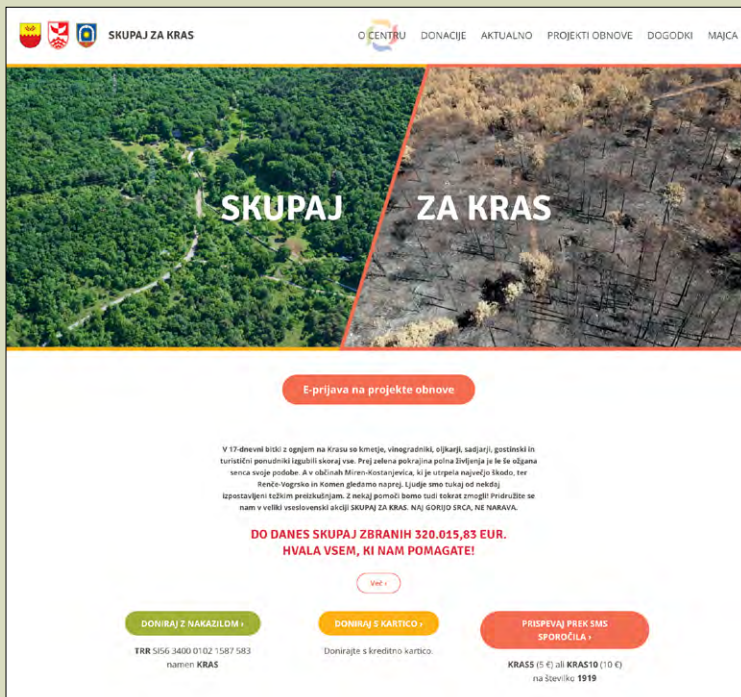 SKUPAJ ZA KRAS
O CENTRU DONACIJE AKTUALNO PROJEKTI OBNOVE DOGODKI MAJCA
SKUPAJ ZA KRAS
E-prijava na projekte obnove
V 17-dnevni bitki z ognjem na Krasu so kmetje, vinogradniki, oljkarji, sadjarji, gostinski in
turistični ponudniki izgubili skoraj vse. Prej zelena pokrajina polna življenja je le še ožgana
senca svoje podobe. A v občinah Miren-Kostanjevica, ki je utrpela največjo škodo, ter
Renče-Vogrsko in Komen gledamo naprej. Ljudje smo tukaj od nekdaj
izpostavljeni težkim preizkušnjam. Z nekaj pomoči bomo tudi tokrat zmogli! Pridružite se
nam v veliki vseslovenski akciji SKUPAJ ZA KRAS. NAJ GORIJO SRCA, NE NARAVA.
DO DANES SKUPAJ ZBRANIH 320.015,83 EUR.
HVALA VSEM, KI NAM POMAGATE!
Več ›
DONIRAJ Z NAKAZILOM ›
TRR SI56 3400 0102 1587 583
namen KRAS
DONIRAJ S KARTICO ›
Donirajte s kreditno kartico.
PRISPEVAJ PREK SMS
SPOROČILA ›
KRAS5 (5 €) ali KRAS10 (10 €)
na številko 1919